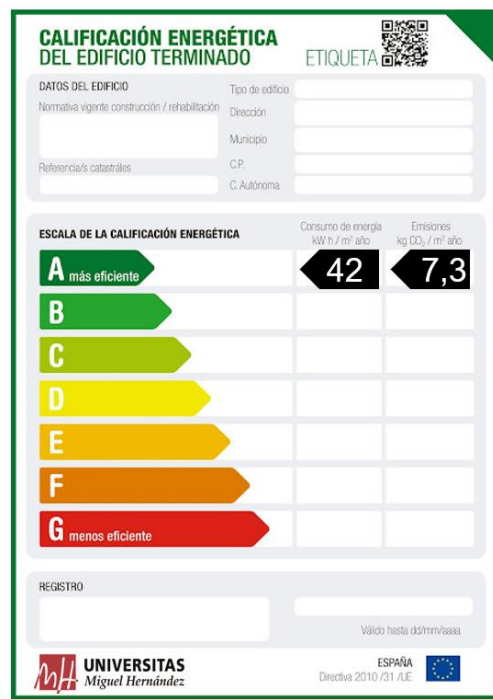 CALIFICACIÓN ENERGÉTICA
DEL EDIFICIO TERMINADO
ETIQUETA
DATOS DEL EDIFICIO
Normativa vigente construcción / rehabilitación
Referencia/s catastráles
Tipo de edificio
Dirección
Municipio
C.P.
C. Autónoma
ESCALA DE LA CALIFICACIÓN ENERGÉTICA
Consumo de energía
kW h / m² año
Emisiones
kg CO₂ / m² año
A más eficiente
42
7,3
B
C
D
E
F
G menos eficiente
REGISTRO
Válido hasta dd/mm/aaaa
UNIVERSITAS
Miguel Hernández
ESPAÑA
Directiva 2010 /31 /UE